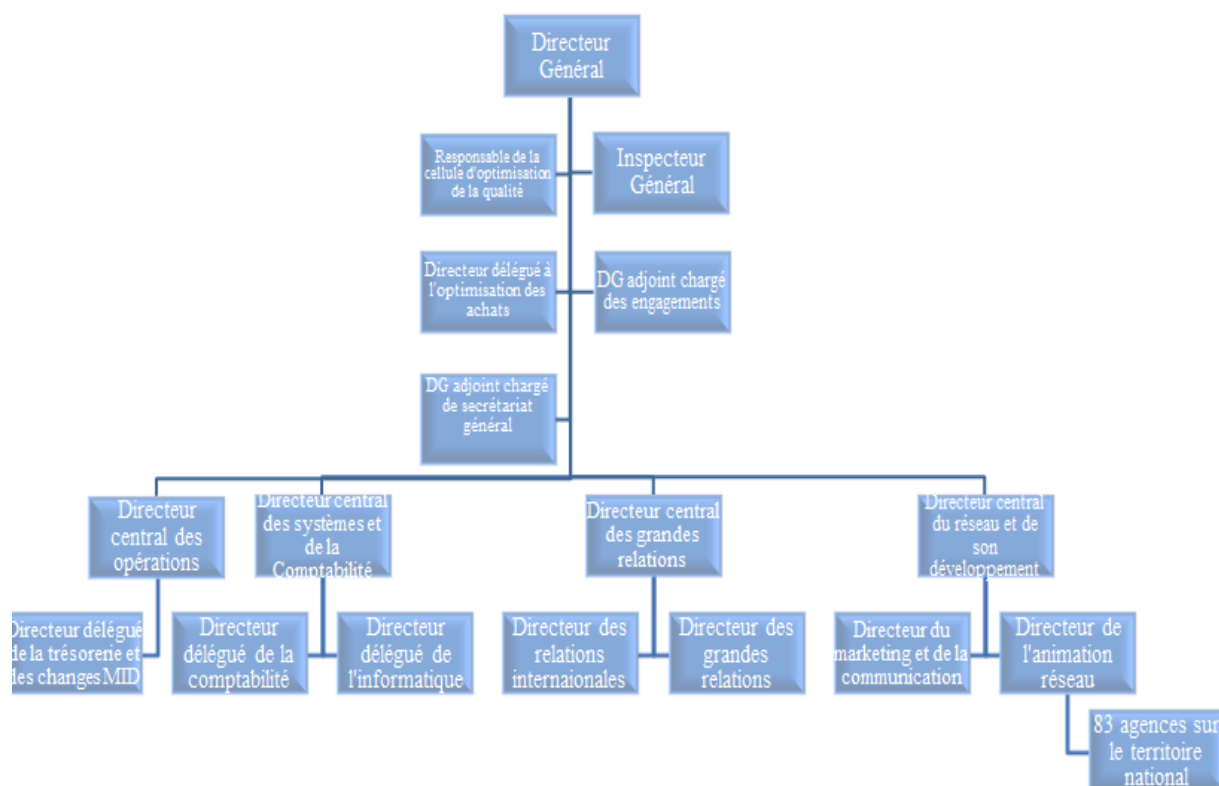 Directeur
Général
Responsable de la
cellule d'optimisation
de la qualité
Inspecteur
Général
Directeur délégué à
l'optimisation des
achats
DG adjoint chargé
des engagements
DG adjoint chargé
de secrétariat
général
Directeur
central des
opérations
Directeur central
des systèmes et
de la
Comptabilité
Directeur central
des grandes
relations
Directeur central
du réseau et de
son
développement
Directeur délégué
de la trésorerie et
des changes MID
Directeur
délégué de la
comptabilité
Directeur
délégué de
l'informatique
Directeur des
relations
internaionales
Directeur des
grandes
relations
Directeur du
marketing et de la
communication
Directeur de
l'animation
réseau
83 agences sur
le territoire
national